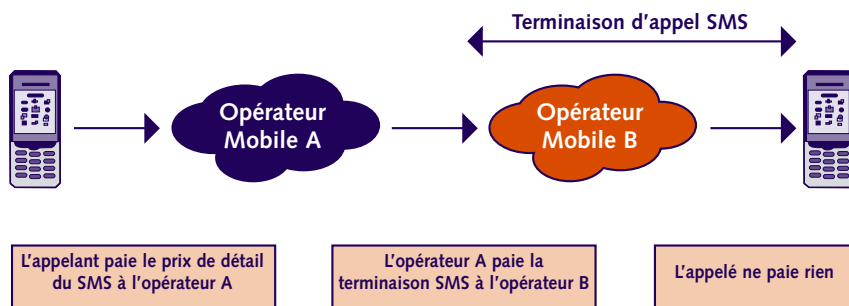 Terminaison d'appel SMS
Opérateur
Mobile A
Opérateur
Mobile B
L'appelant paie le prix de détail
du SMS à l'opérateur A
L'opérateur A paie la
terminaison SMS à l'opérateur B
L'appelé ne paie rien